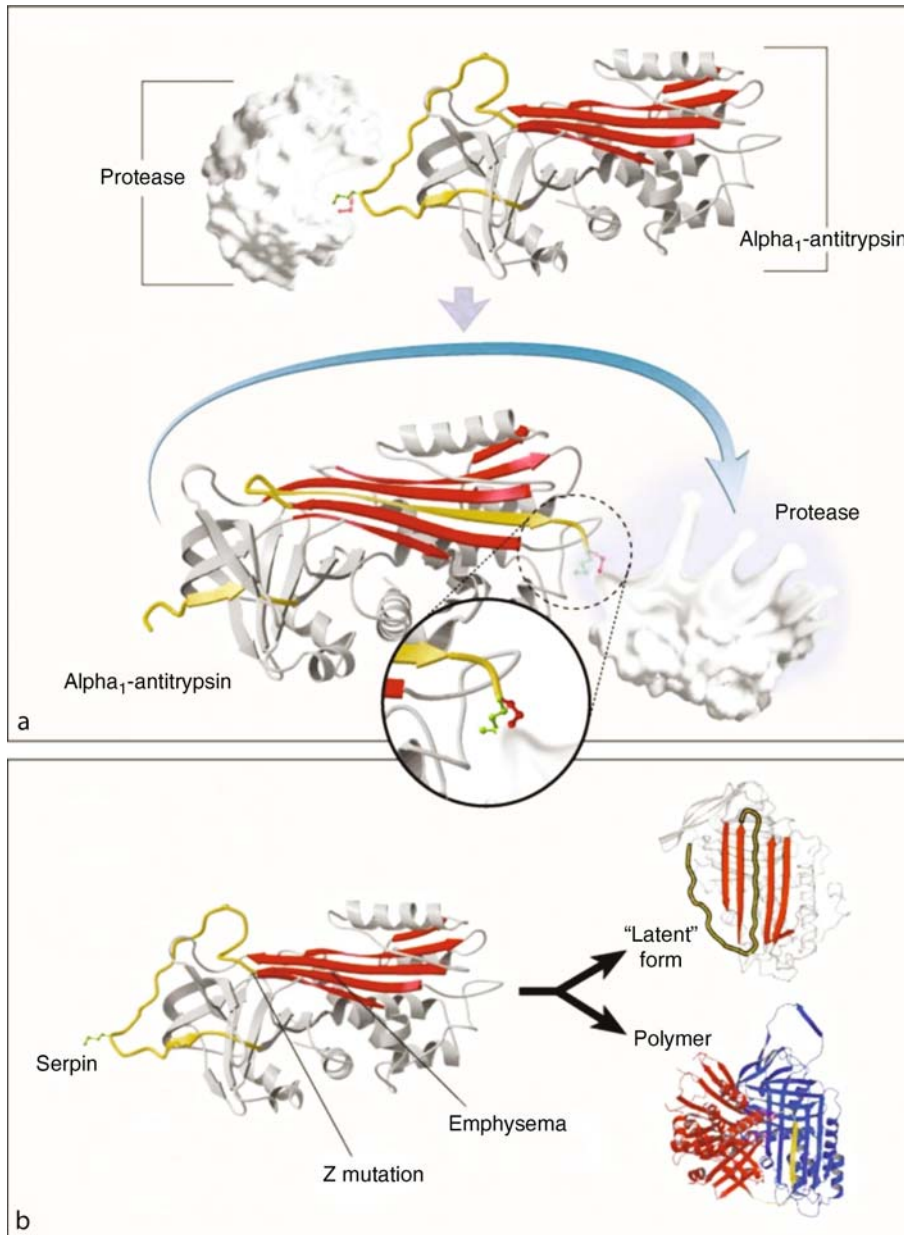 Protease
Alpha₁-antitrypsin
Protease
Alpha₁-antitrypsin
a
"Latent"
form
Polymer
Serpin
Emphysema
Z mutation
b